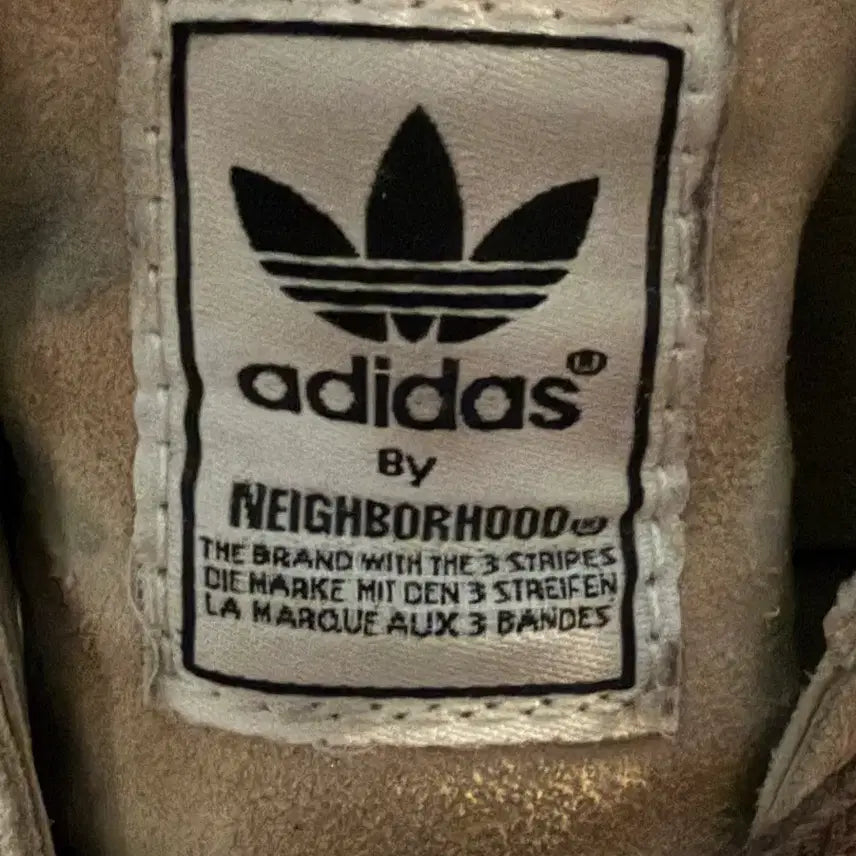 adidas
By
NEIGHBORHOOD®
THE BRAND WITH THE 3 STRIPES
DIE MARKE MIT DEN 3 STREIFEN
LA MARQUE AUX 3 BANDES